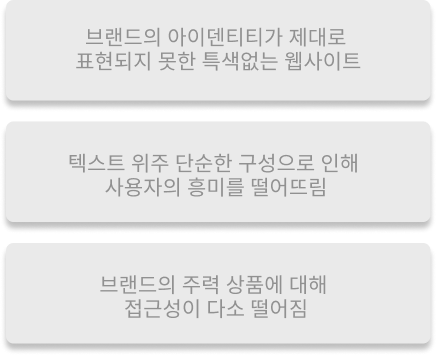 브랜드의 아이덴티티가 제대로
표현되지 못한 특색없는 웹사이트
텍스트 위주 단순한 구성으로 인해
사용자의 흥미를 떨어뜨림
브랜드의 주력 상품에 대해
접근성이 다소 떨어짐